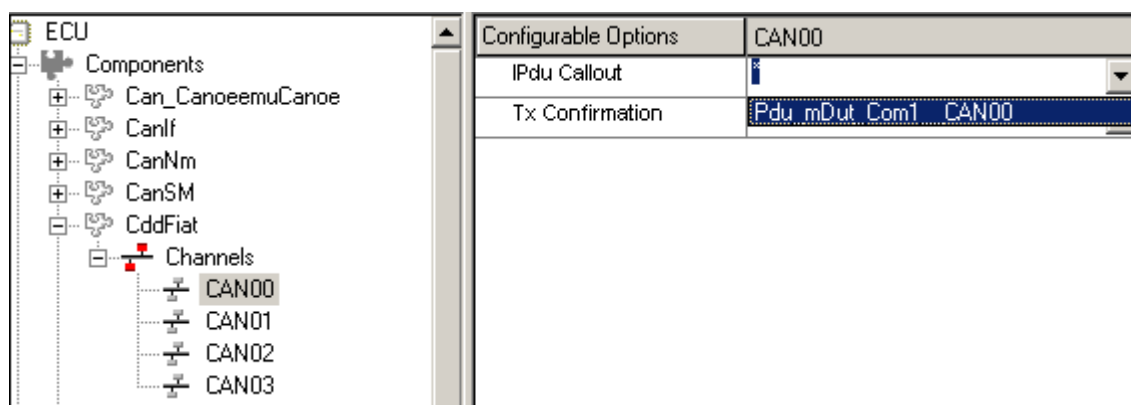 ECU
Components
Can_CanoeemuCanoe
CanIf
CanNm
CanSM
CddFiat
Channels
CAN00
CAN01
CAN02
CAN03
Configurable Options CAN00
IPdu Callout *
Tx Confirmation Pdu_mDut_Com1__CAN00